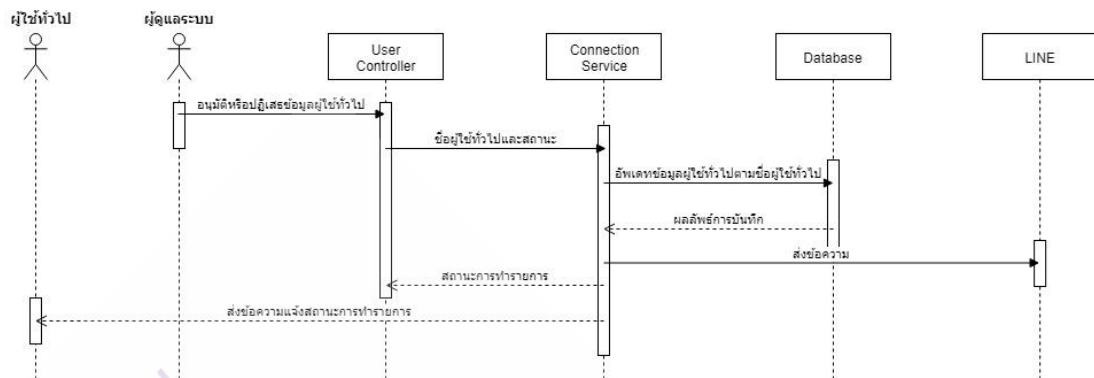 ผู้ใช้ทั่วไป
ผู้ดูแลระบบ
User
Controller
Connection
Service
Database
LINE
อนุมัติหรือปฏิเสธข้อมูลผู้ใช้ทั่วไป
ชื่อผู้ใช้ทั่วไปและสถานะ
อัพเดทข้อมูลผู้ใช้ทั่วไปตามชื่อผู้ใช้ทั่วไป
ผลลัพธ์การบันทึก
ส่งข้อความ
สถานะการทำรายการ
ส่งข้อความแจ้งสถานะการทำรายการ